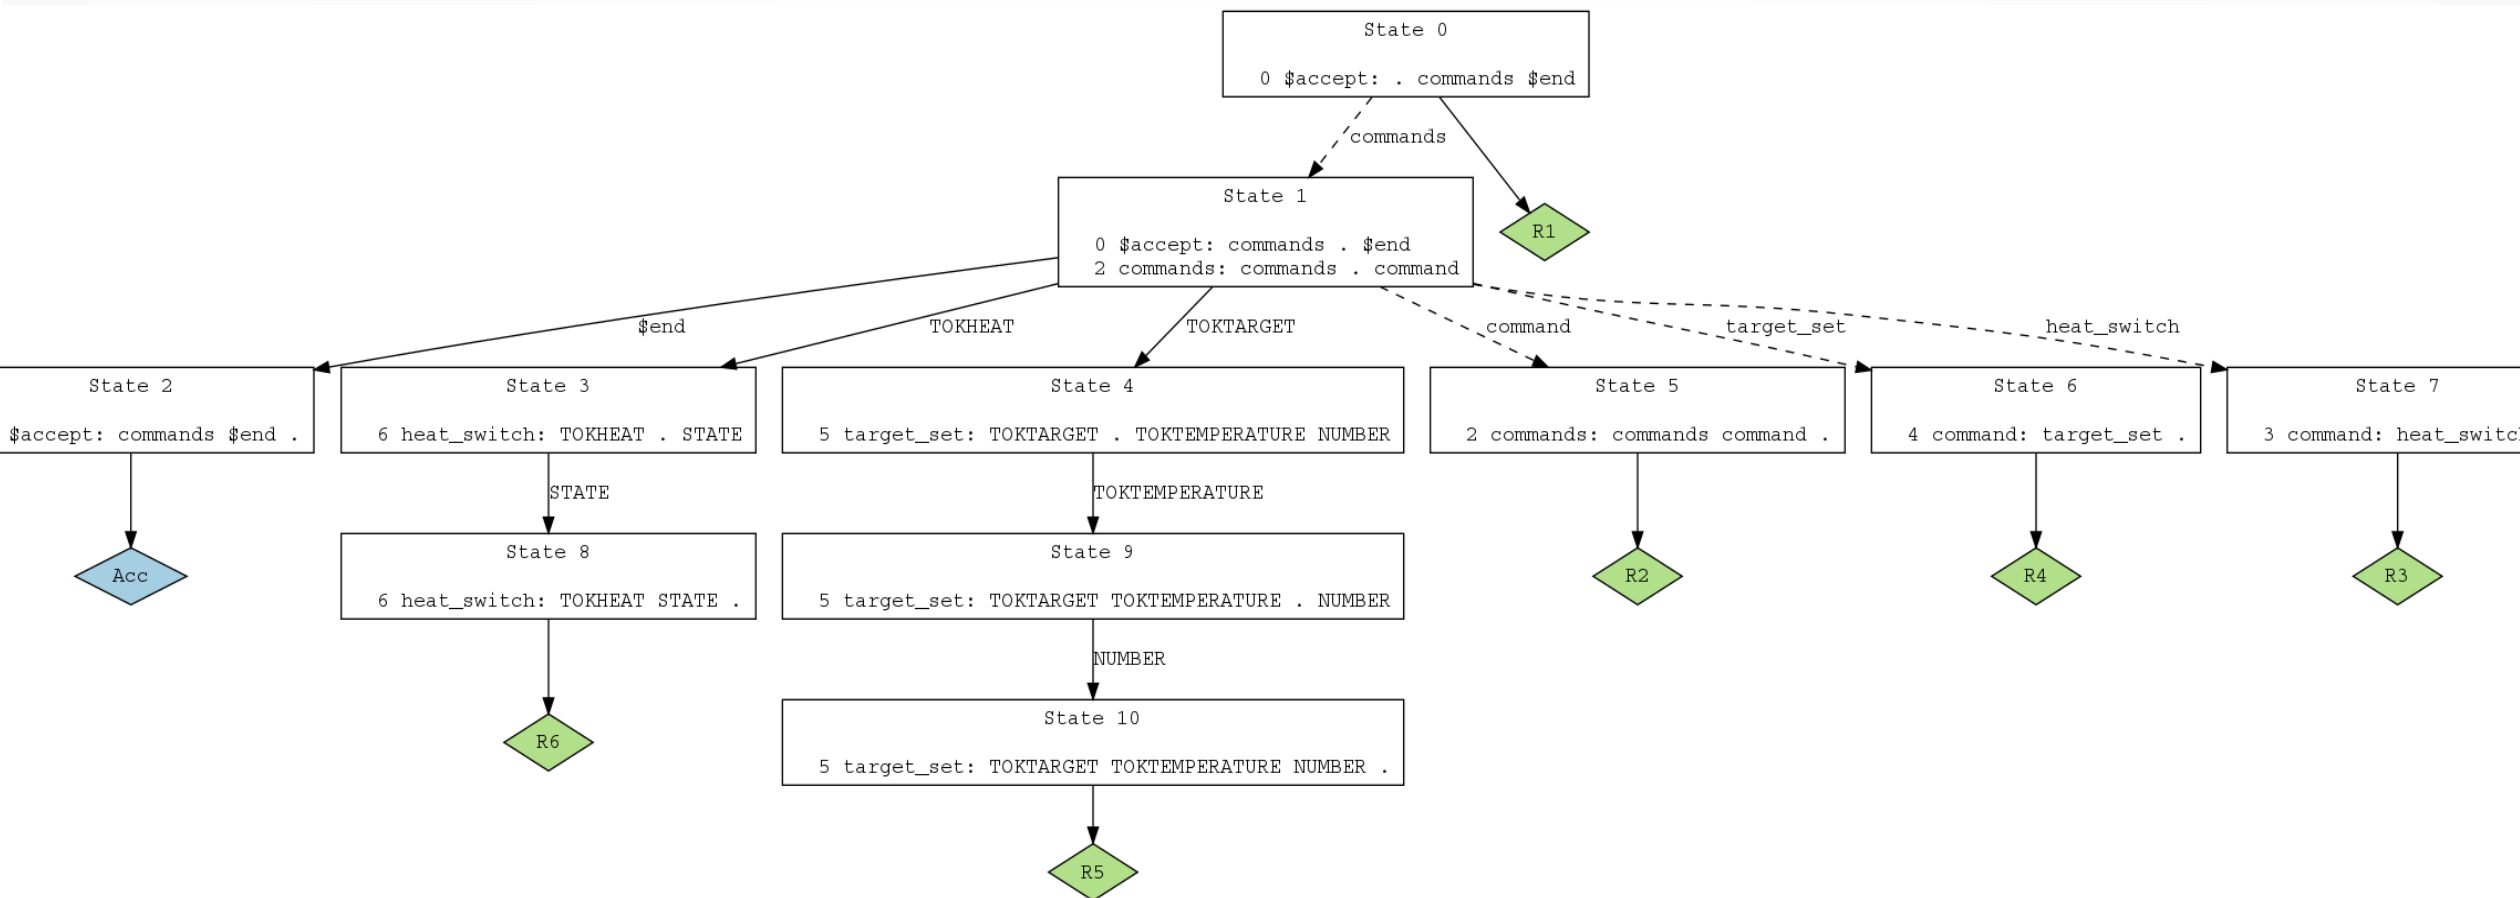 State 0
0 $accept: . commands $end
commands
State 1
0 $accept: commands . $end
2 commands: commands . command
R1
$end
TOKHEAT
TOKTARGET
command
target_set
heat_switch
State 2
$accept: commands $end .
State 3
6 heat_switch: TOKHEAT . STATE
State 4
5 target_set: TOKTARGET . TOKTEMPERATURE NUMBER
State 5
2 commands: commands command .
State 6
4 command: target_set .
State 7
3 command: heat_switc
STATE
TOKTEMPERATURE
Acc
State 8
6 heat_switch: TOKHEAT STATE .
State 9
5 target_set: TOKTARGET TOKTEMPERATURE . NUMBER
R2
R4
R3
NUMBER
R6
State 10
5 target_set: TOKTARGET TOKTEMPERATURE NUMBER .
R5